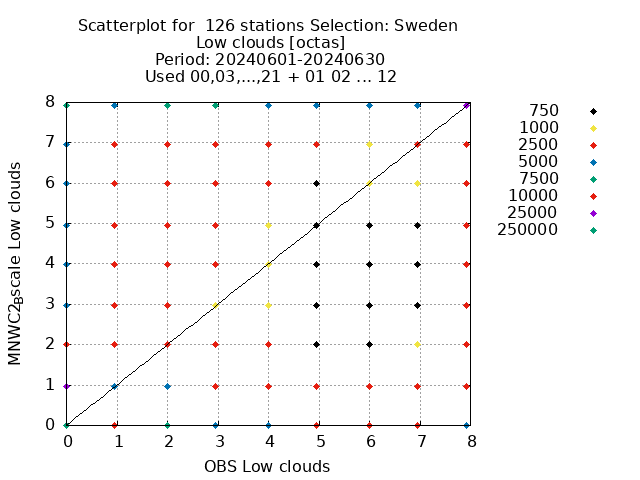 Scatterplot for  126 stations Selection: Sweden
Low clouds [octas]
Period: 20240601-20240630
Used 00,03,...,21 + 01 02 ... 12
750
1000
2500
5000
7500
10000
25000
250000
MNWC2Bscale Low clouds
8
7
6
5
4
3
2
1
0
0 1 2 3 4 5 6 7 8
OBS Low clouds